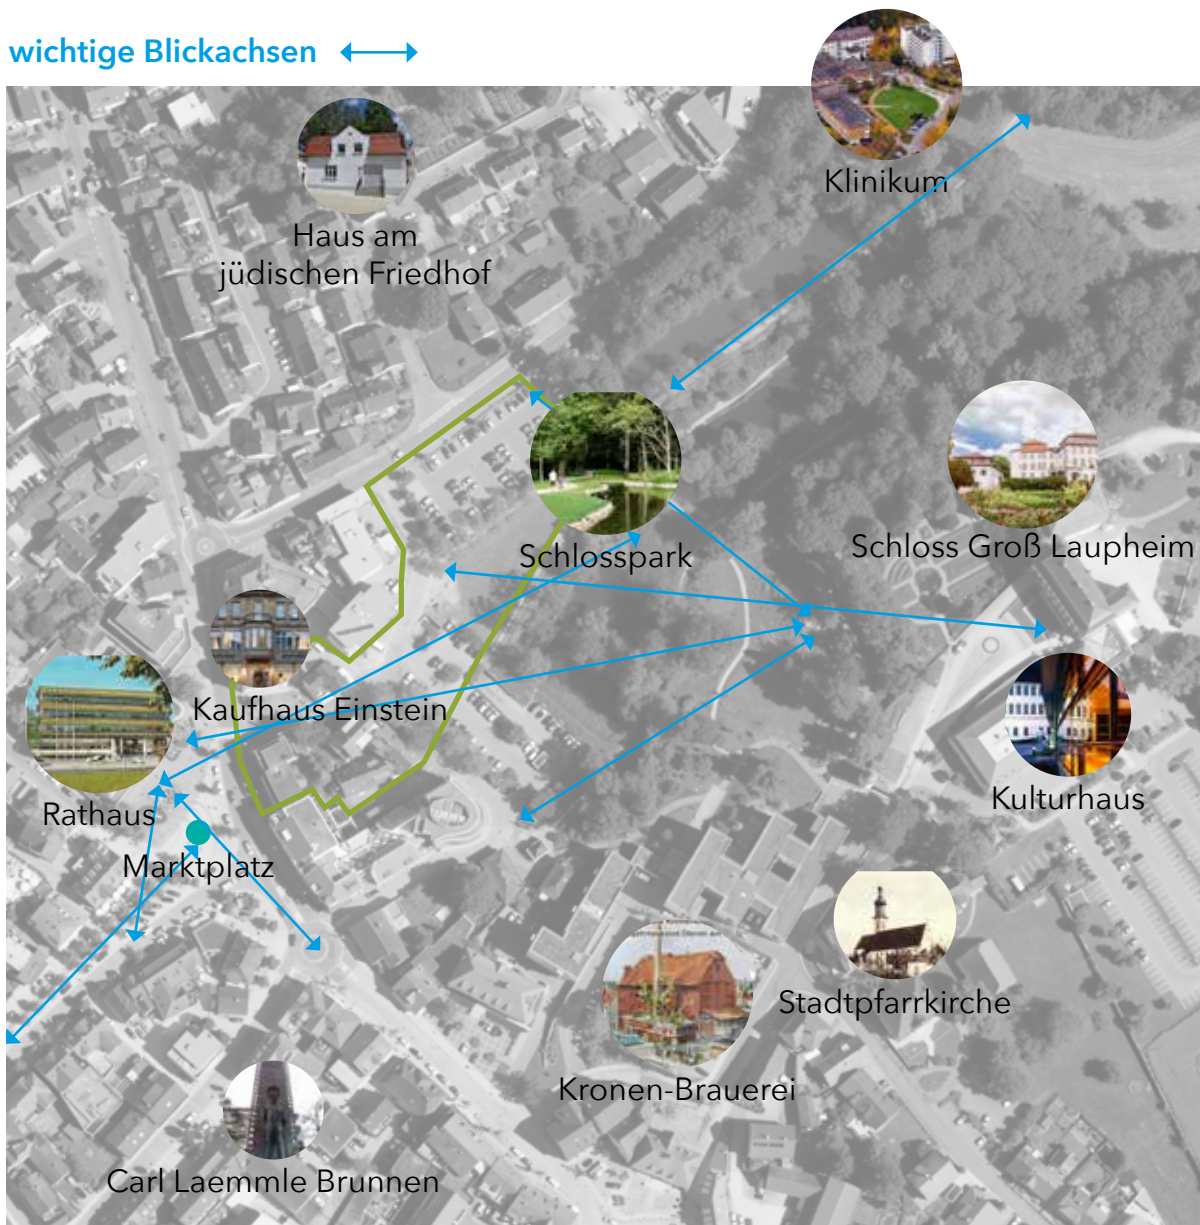 wichtige Blickachsen
Klinikum
Haus am
jüdischen Friedhof
Schlosspark
Schloss Groß Laupheim
Kaufhaus Einstein
Rathaus
Kulturhaus
Marktplatz
Stadtpfarrkirche
Kronen-Brauerei
Carl Laemmle Brunnen